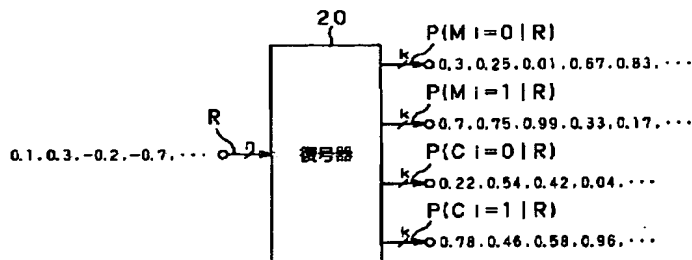 20
P(Mi=0|R)
k
0.3,0.25,0.01,0.67,0.83,···
P(Mi=1|R)
k
0.7,0.75,0.99,0.33,0.17,···
R
n
0.1,0.3,-0.2,-0.7,···
復号器
P(Ci=0|R)
k
0.22,0.54,0.42,0.04,···
P(Ci=1|R)
k
0.78,0.46,0.58,0.96,···